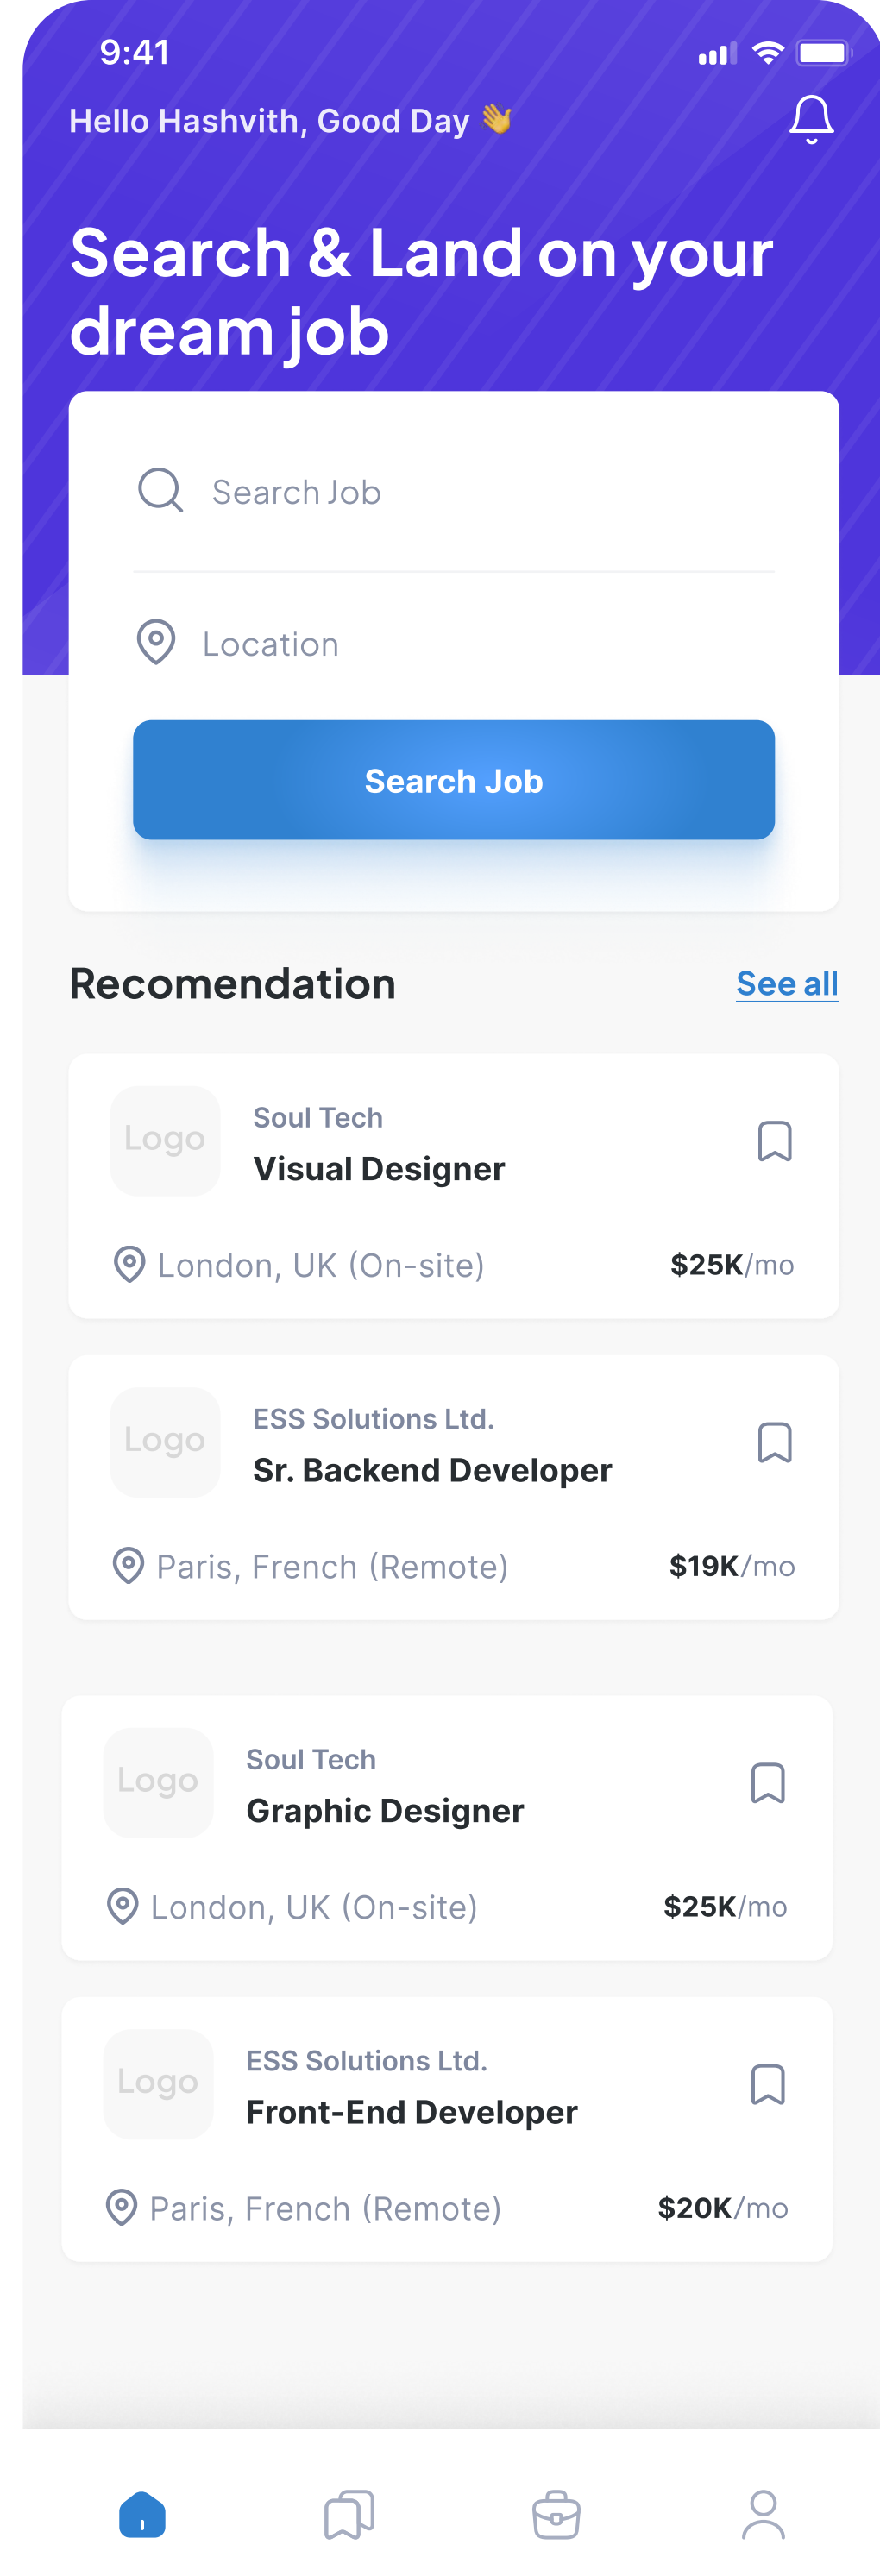 9:41
Hello Hashvith, Good Day 👋
Search & Land on your
dream job
Search Job
Location
Search Job
Recomendation
See all
Logo
Soul Tech
Visual Designer
London, UK (On-site)
$25K/mo
Logo
ESS Solutions Ltd.
Sr. Backend Developer
Paris, French (Remote)
$19K/mo
Logo
Soul Tech
Graphic Designer
London, UK (On-site)
$25K/mo
Logo
ESS Solutions Ltd.
Front-End Developer
Paris, French (Remote)
$20K/mo